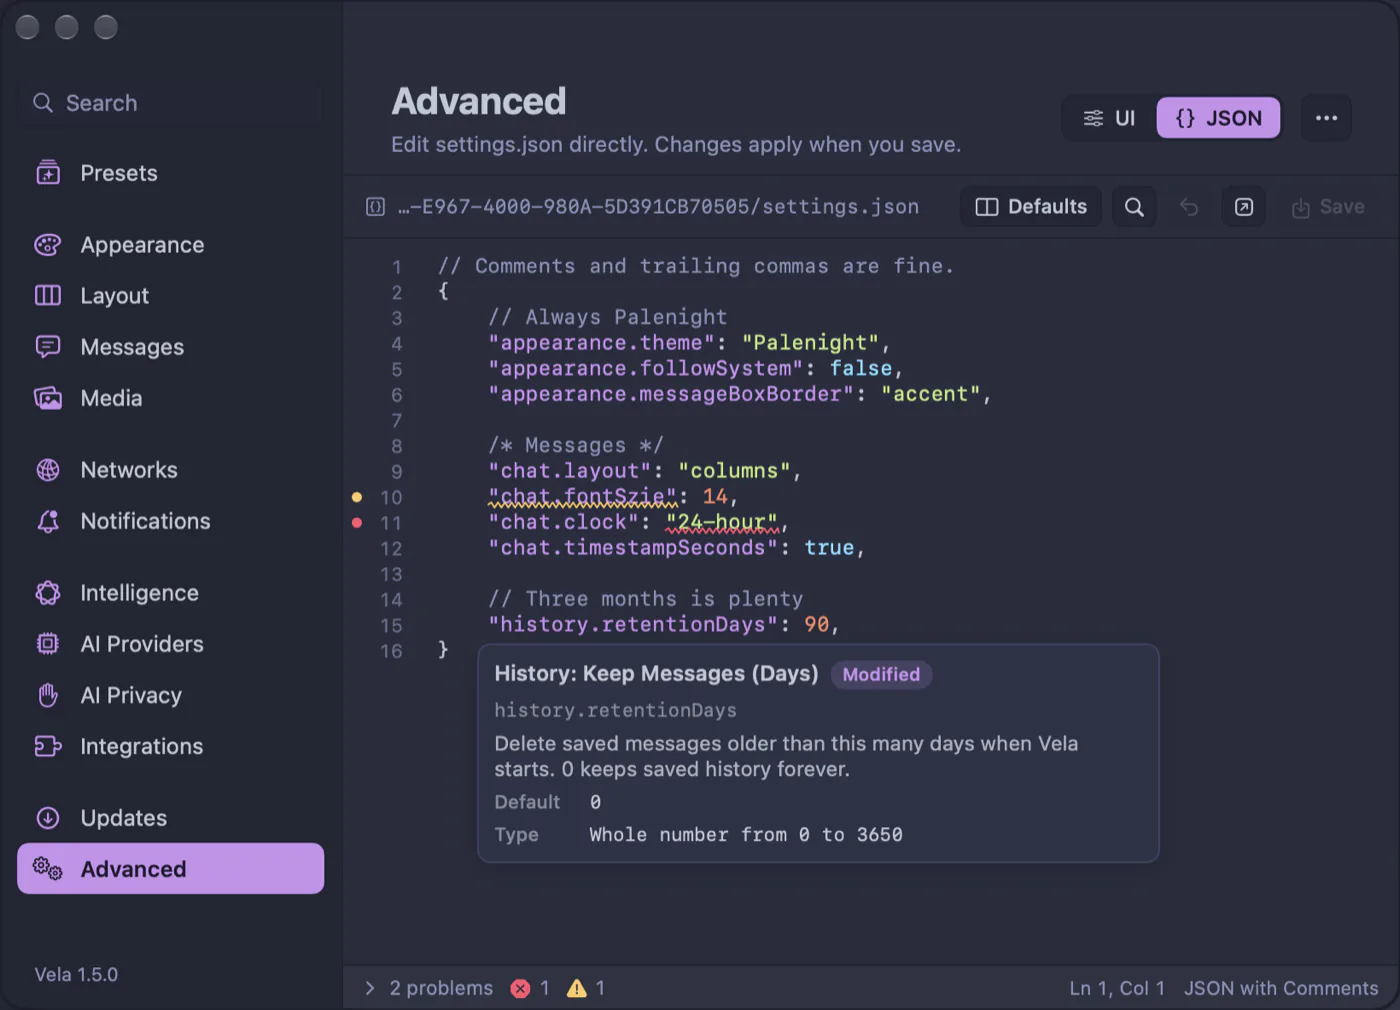 Search
Presets
Appearance
Layout
Messages
Media
Networks
Notifications
Intelligence
AI Providers
AI Privacy
Integrations
Updates
Advanced
Vela 1.5.0
Advanced
Edit settings.json directly. Changes apply when you save.
UI
{} JSON
…-E967-4000-980A-5D391CB70505/settings.json
Defaults
Save
1 // Comments and trailing commas are fine.
2 {
3 // Always Palenight
4 "appearance.theme": "Palenight",
5 "appearance.followSystem": false,
6 "appearance.messageBoxBorder": "accent",
7
8 /* Messages */
9 "chat.layout": "columns",
10 "chat.fontSzie": 14,
11 "chat.clock": "24-hour",
12 "chat.timestampSeconds": true,
13
14 // Three months is plenty
15 "history.retentionDays": 90,
16 }
History: Keep Messages (Days) Modified
history.retentionDays
Delete saved messages older than this many days when Vela
starts. 0 keeps saved history forever.
Default 0
Type Whole number from 0 to 3650
2 problems 1 1
Ln 1, Col 1 JSON with Comments